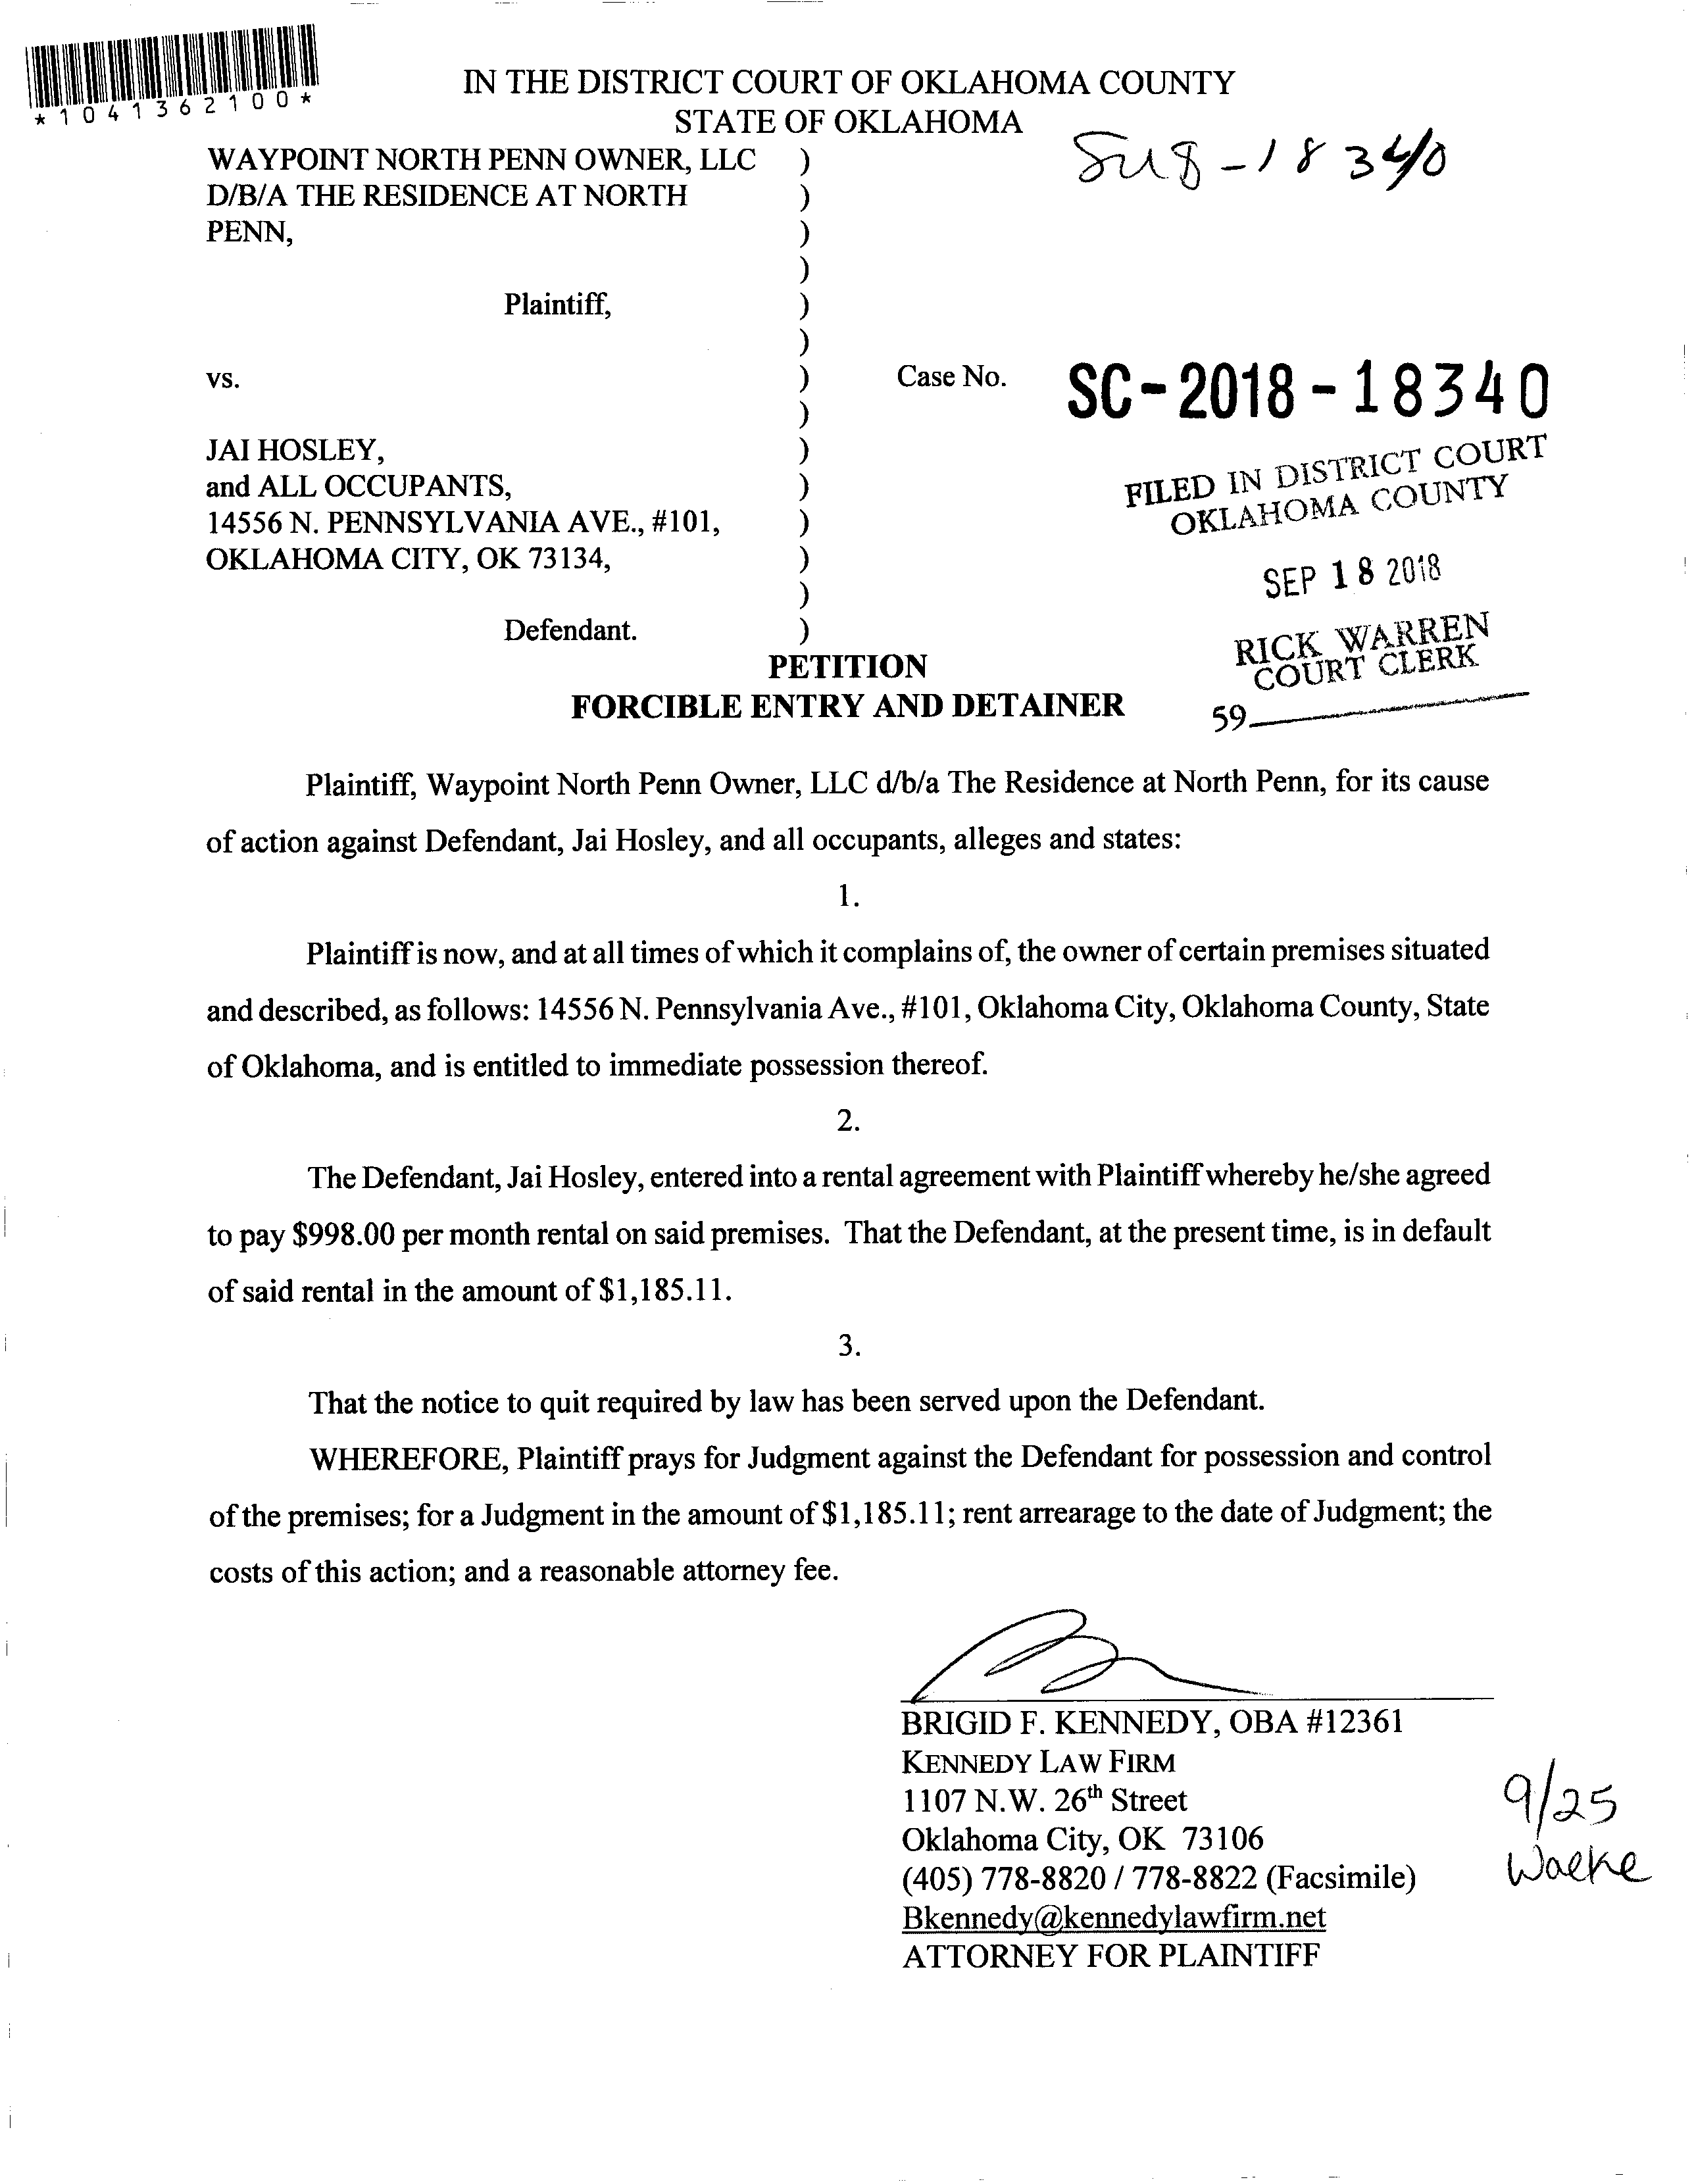 *1041362100*
IN THE DISTRICT COURT OF OKLAHOMA COUNTY
STATE OF OKLAHOMA
WAYPOINT NORTH PENN OWNER, LLC )
D/B/A THE RESIDENCE AT NORTH )
PENN, )
)
Plaintiff, )
)
vs. ) Case No. SC-2018-18340
)
JAI HOSLEY, )
and ALL OCCUPANTS, )
14556 N. PENNSYLVANIA AVE., #101, )
OKLAHOMA CITY, OK 73134, )
)
Defendant. )
-18340
FILED IN DISTRICT COURT
OKLAHOMA COUNTY
SEP 18 2018
RICK WARREN
COURT CLERK
59
PETITION
FORCIBLE ENTRY AND DETAINER
Plaintiff, Waypoint North Penn Owner, LLC d/b/a The Residence at North Penn, for its cause
of action against Defendant, Jai Hosley, and all occupants, alleges and states:
1.
Plaintiff is now, and at all times of which it complains of, the owner of certain premises situated
and described, as follows: 14556 N. Pennsylvania Ave., #101, Oklahoma City, Oklahoma County, State
of Oklahoma, and is entitled to immediate possession thereof.
2.
The Defendant, Jai Hosley, entered into a rental agreement with Plaintiff whereby he/she agreed
to pay $998.00 per month rental on said premises. That the Defendant, at the present time, is in default
of said rental in the amount of $1,185.11.
3.
That the notice to quit required by law has been served upon the Defendant.
WHEREFORE, Plaintiff prays for Judgment against the Defendant for possession and control
of the premises; for a Judgment in the amount of $1,185.11; rent arrearage to the date of Judgment; the
costs of this action; and a reasonable attorney fee.
BRIGID F. KENNEDY, OBA #12361
KENNEDY LAW FIRM
1107 N.W. 26th Street
Oklahoma City, OK 73106
(405) 778-8820 / 778-8822 (Facsimile)
Bkennedy@kennedylawfirm.net
ATTORNEY FOR PLAINTIFF
9/25
Walke